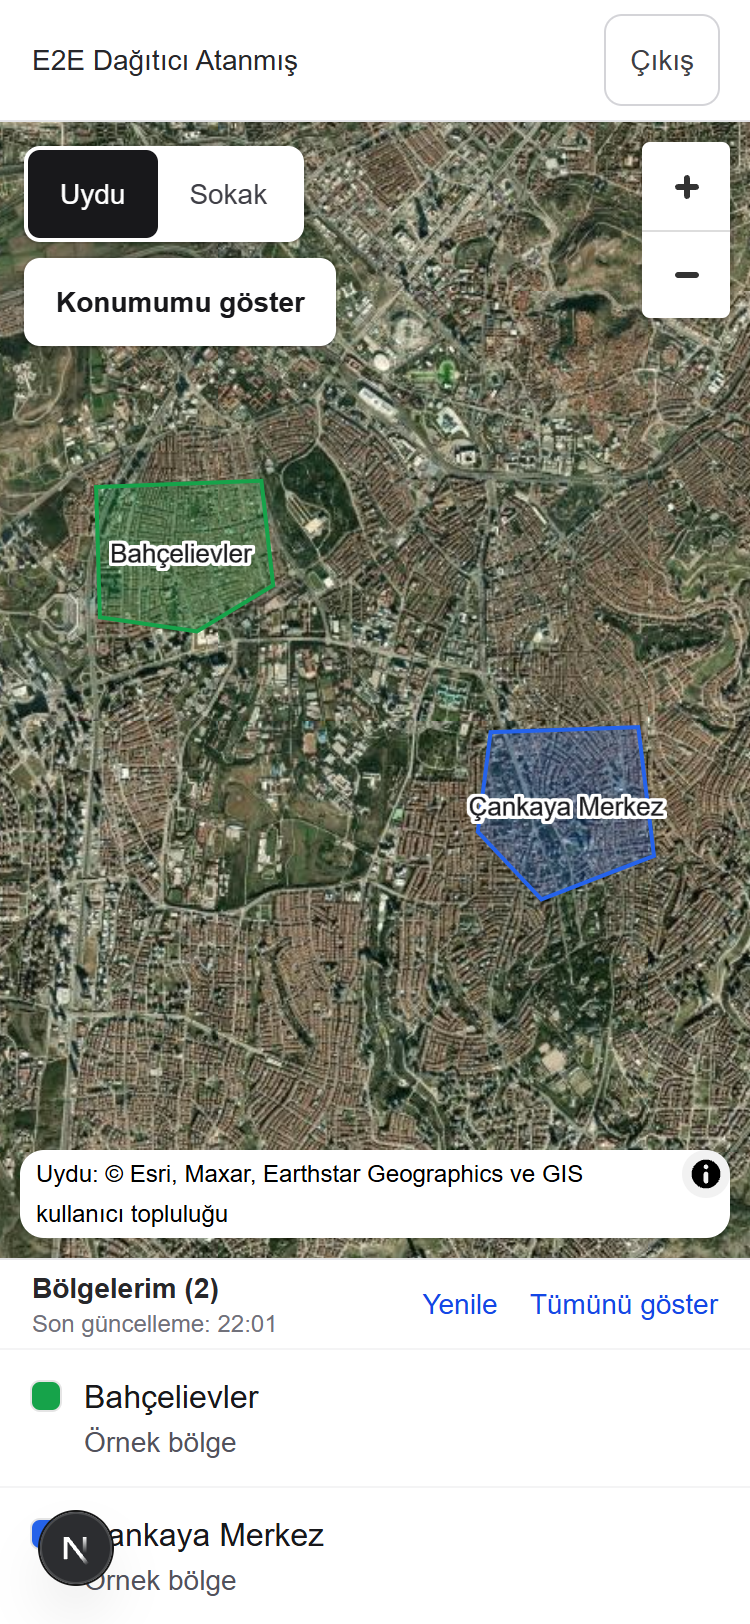 E2E Dağıtıcı Atanmış
Çıkış
Uydu
Sokak
Konumumu göster
+
−
Bahçelievler
Çankaya Merkez
Uydu: © Esri, Maxar, Earthstar Geographics ve GIS
kullanıcı topluluğu
Bölgelerim (2)
Yenile
Tümünü göster
Son güncelleme: 22:01
Bahçelievler
Örnek bölge
N
ankaya Merkez
Örnek bölge